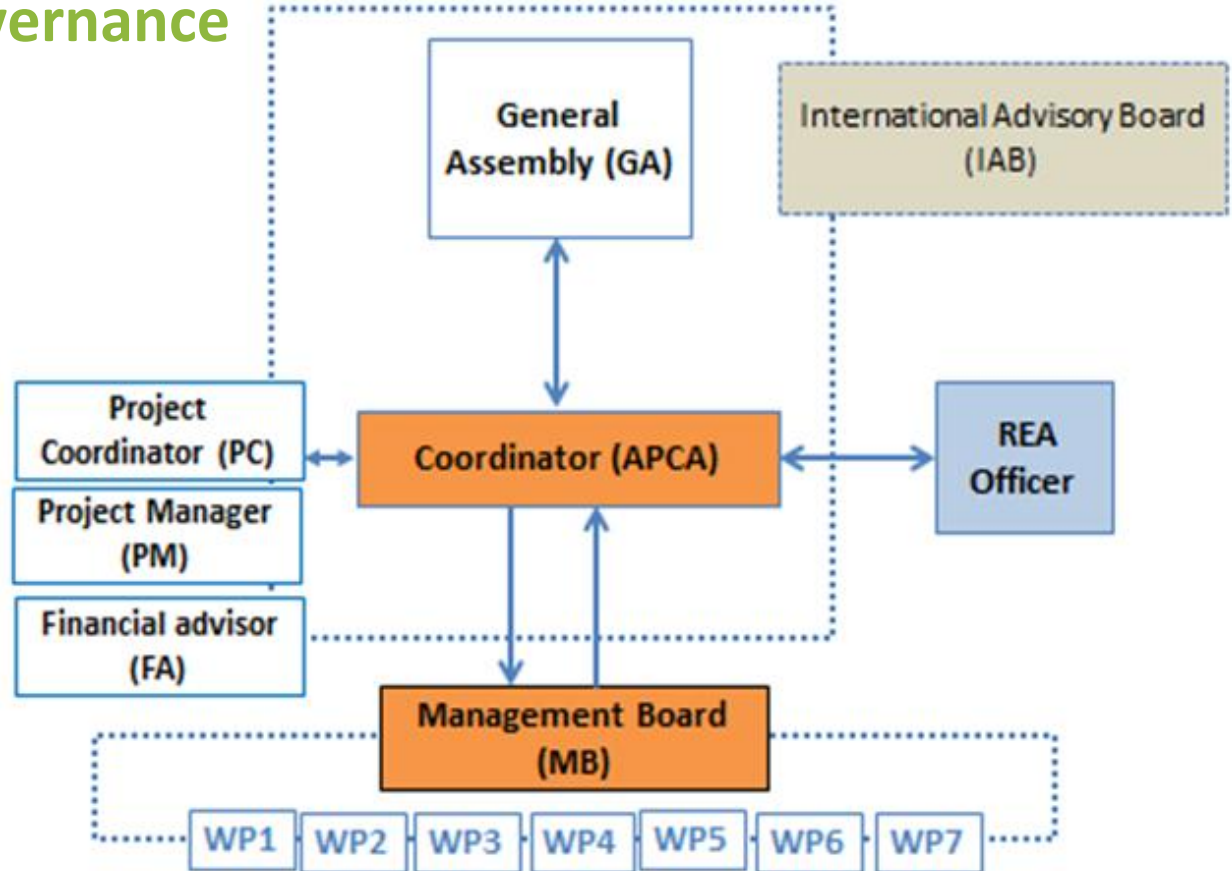 vernance
General
Assembly (GA)
International Advisory Board
(IAB)
Project
Coordinator (PC)
Coordinator (APCA)
REA
Officer
Project Manager
(PM)
Financial advisor
(FA)
Management Board
(MB)
WP1
WP2
WP3
WP4
WP5
WP6
WP7